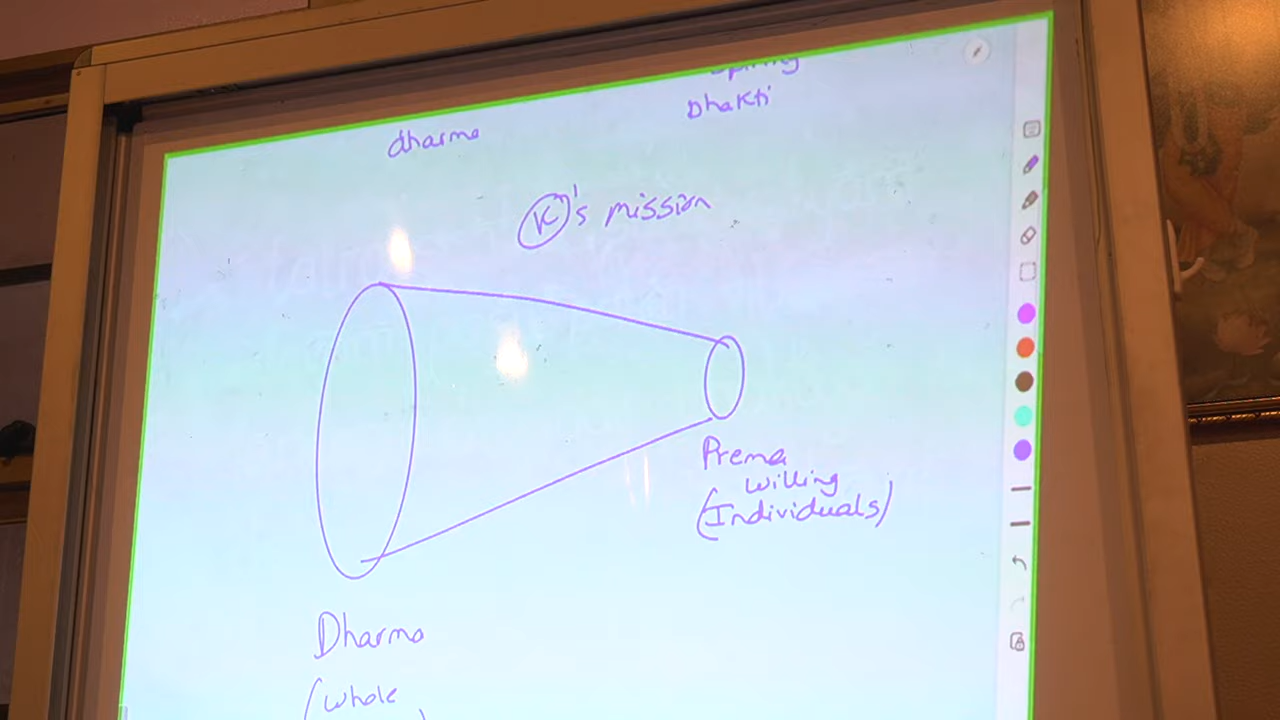 Bhakti
dharma
K's mission
Prema
willing
(Individuals)
Dharma
(whole